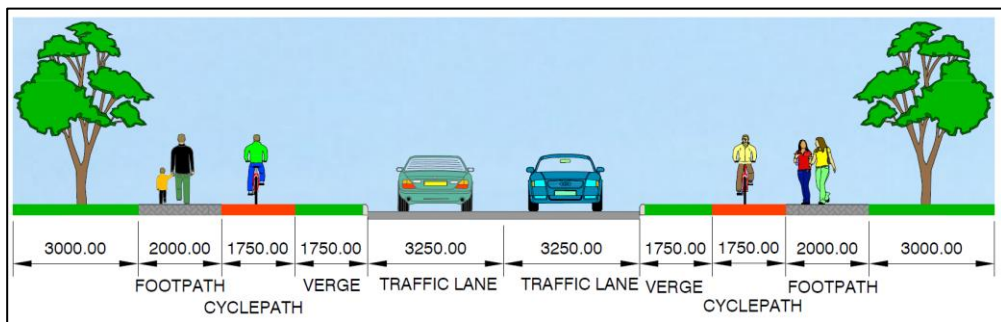 3000.00 2000.00 1750.00 1750.00 3250.00 3250.00 1750.00 1750.00 2000.00 3000.00
FOOTPATH VERGE TRAFFIC LANE TRAFFIC LANE VERGE FOOTPATH
CYCLEPATH CYCLEPATH